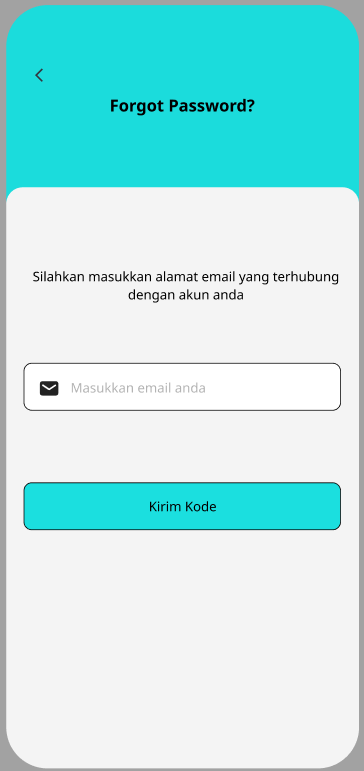 Forgot Password?
Silahkan masukkan alamat email yang terhubung
dengan akun anda
Masukkan email anda
Kirim Kode